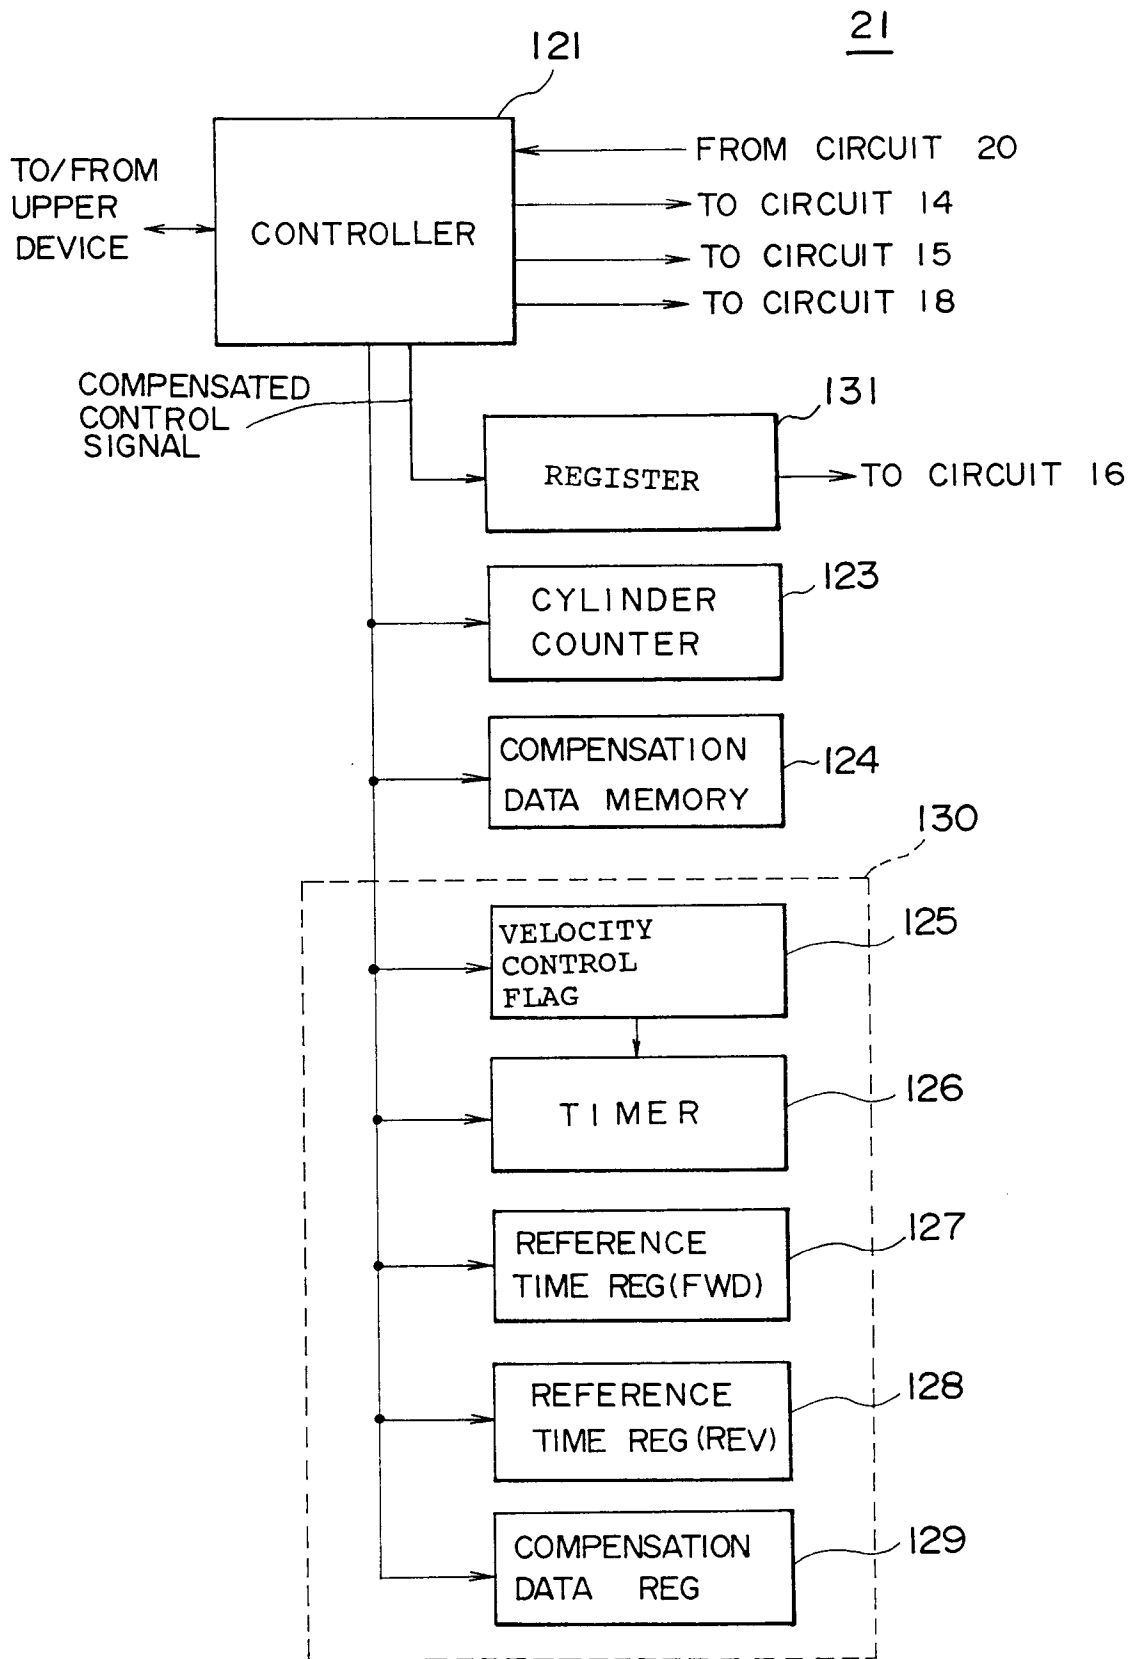 21
121
TO/FROM
UPPER
DEVICE
CONTROLLER
FROM CIRCUIT 20
TO CIRCUIT 14
TO CIRCUIT 15
TO CIRCUIT 18
COMPENSATED
CONTROL
SIGNAL
131
REGISTER
TO CIRCUIT 16
123
CYLINDER
COUNTER
COMPENSATION
DATA MEMORY
124
130
VELOCITY
CONTROL
FLAG
125
TIMER
126
REFERENCE
TIME REG(FWD)
127
REFERENCE
TIME REG(REV)
128
COMPENSATION
DATA REG
129